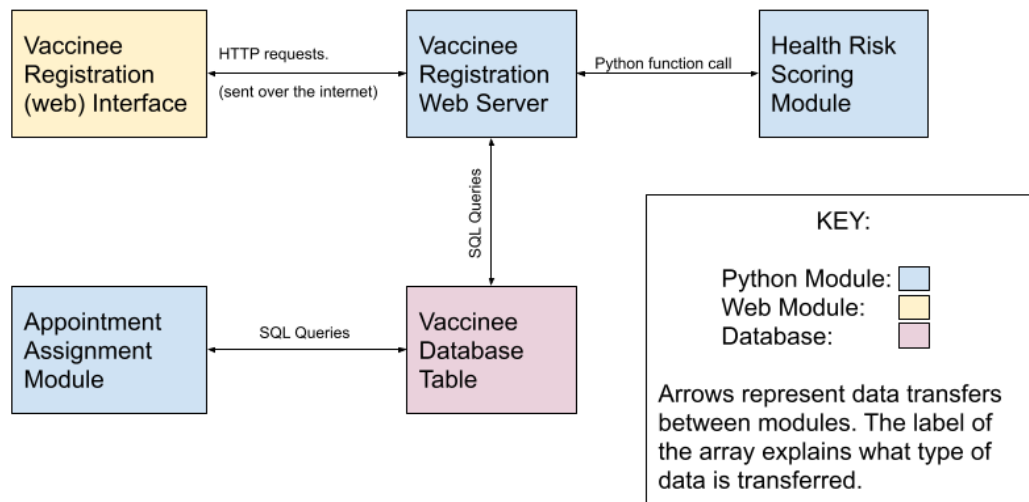 Vaccinee
Registration
(web) Interface
HTTP requests.
(sent over the internet)
Vaccinee
Registration
Web Server
Python function call
Health Risk
Scoring
Module
SQL Queries
Appointment
Assignment
Module
SQL Queries
Vaccinee
Database
Table
KEY:
Python Module:
Web Module:
Database:
Arrows represent data transfers
between modules. The label of
the array explains what type of
data is transferred.